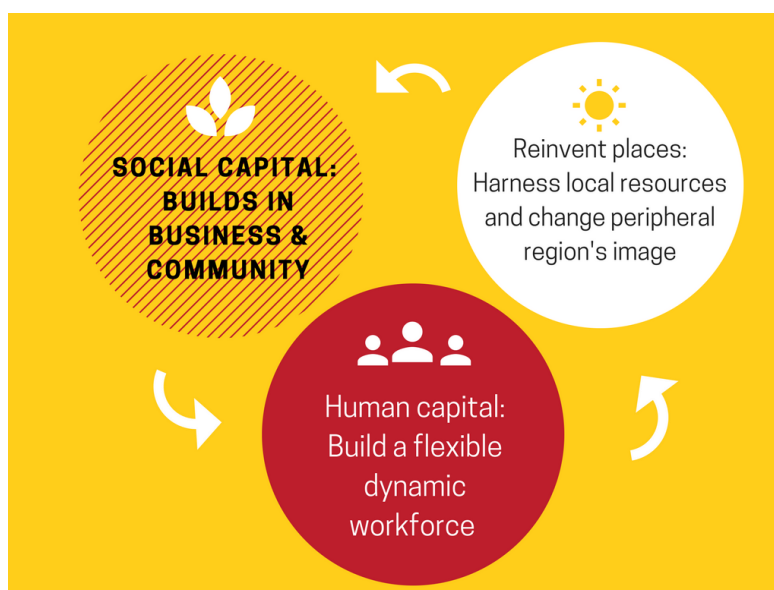 SOCIAL CAPITAL:
BUILDS IN
BUSINESS &
COMMUNITY
Reinvent places:
Harness local resources
and change peripheral
region's image
Human capital:
Build a flexible
dynamic
workforce